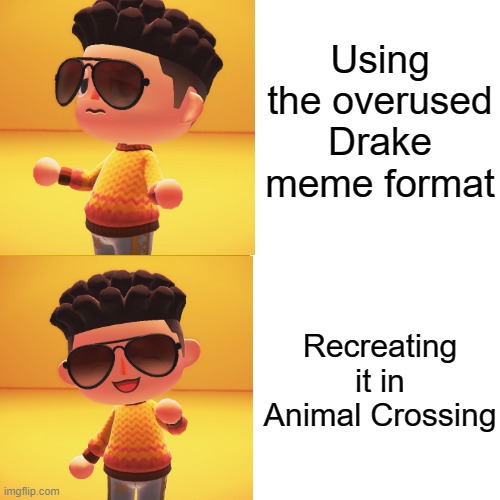 Using
the overused
Drake
meme format
Recreating
it in
Animal Crossing
imgflip.com